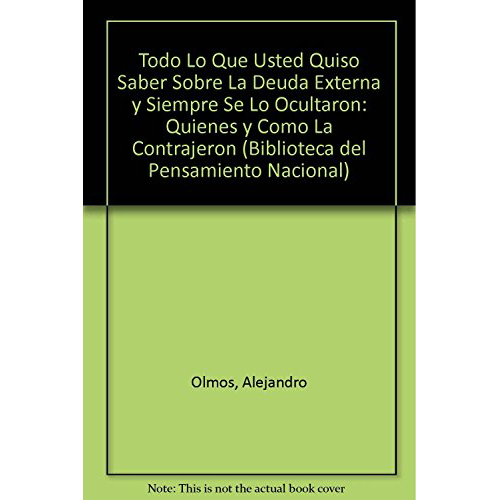 Todo Lo Que Usted Quiso
Saber Sobre La Deuda Externa
y Siempre Se Lo Ocultaron:
Quienes y Como La
Contrajeron (Biblioteca del
Pensamiento Nacional)
Olmos, Alejandro
Note: This is not the actual book cover